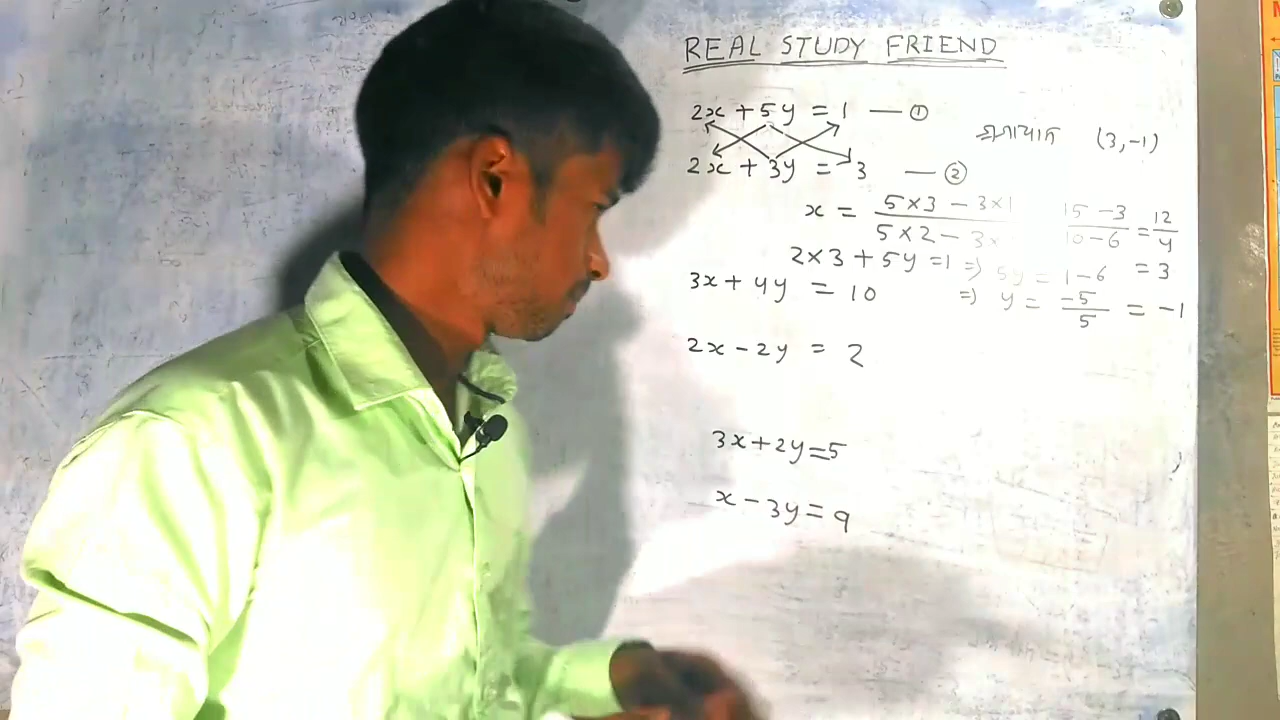 REAL STUDY FRIEND
2x + 5y = 1 — ①
সমাধান (3, -1)
2x + 3y = 3 — ②
x = 5×3 - 3×1 / 5×2 - 3× 15 - 3 / 10 - 6 = 12/4
2×3 + 5y = 1 ⇒ 5y = 1 - 6 = 3
3x + 4y = 10 ⇒ y = -5/5 = -1
2x - 2y = 2
3x + 2y = 5
x - 3y = 9